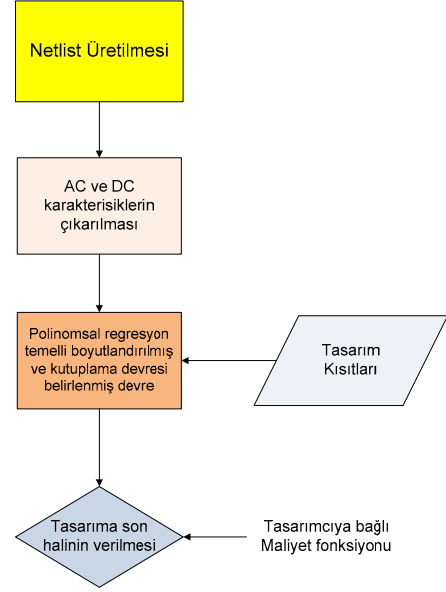 Netlist Üretilmesi
AC ve DC
karakterisiklerin
çıkarılması
Polinomsal regresyon
temelli boyutlandırılmış
ve kutuplama devresi
belirlenmiş devre
Tasarım
Kısıtları
Tasarıma son
halinin verilmesi
Tasarımcıya bağlı
Maliyet fonksiyonu